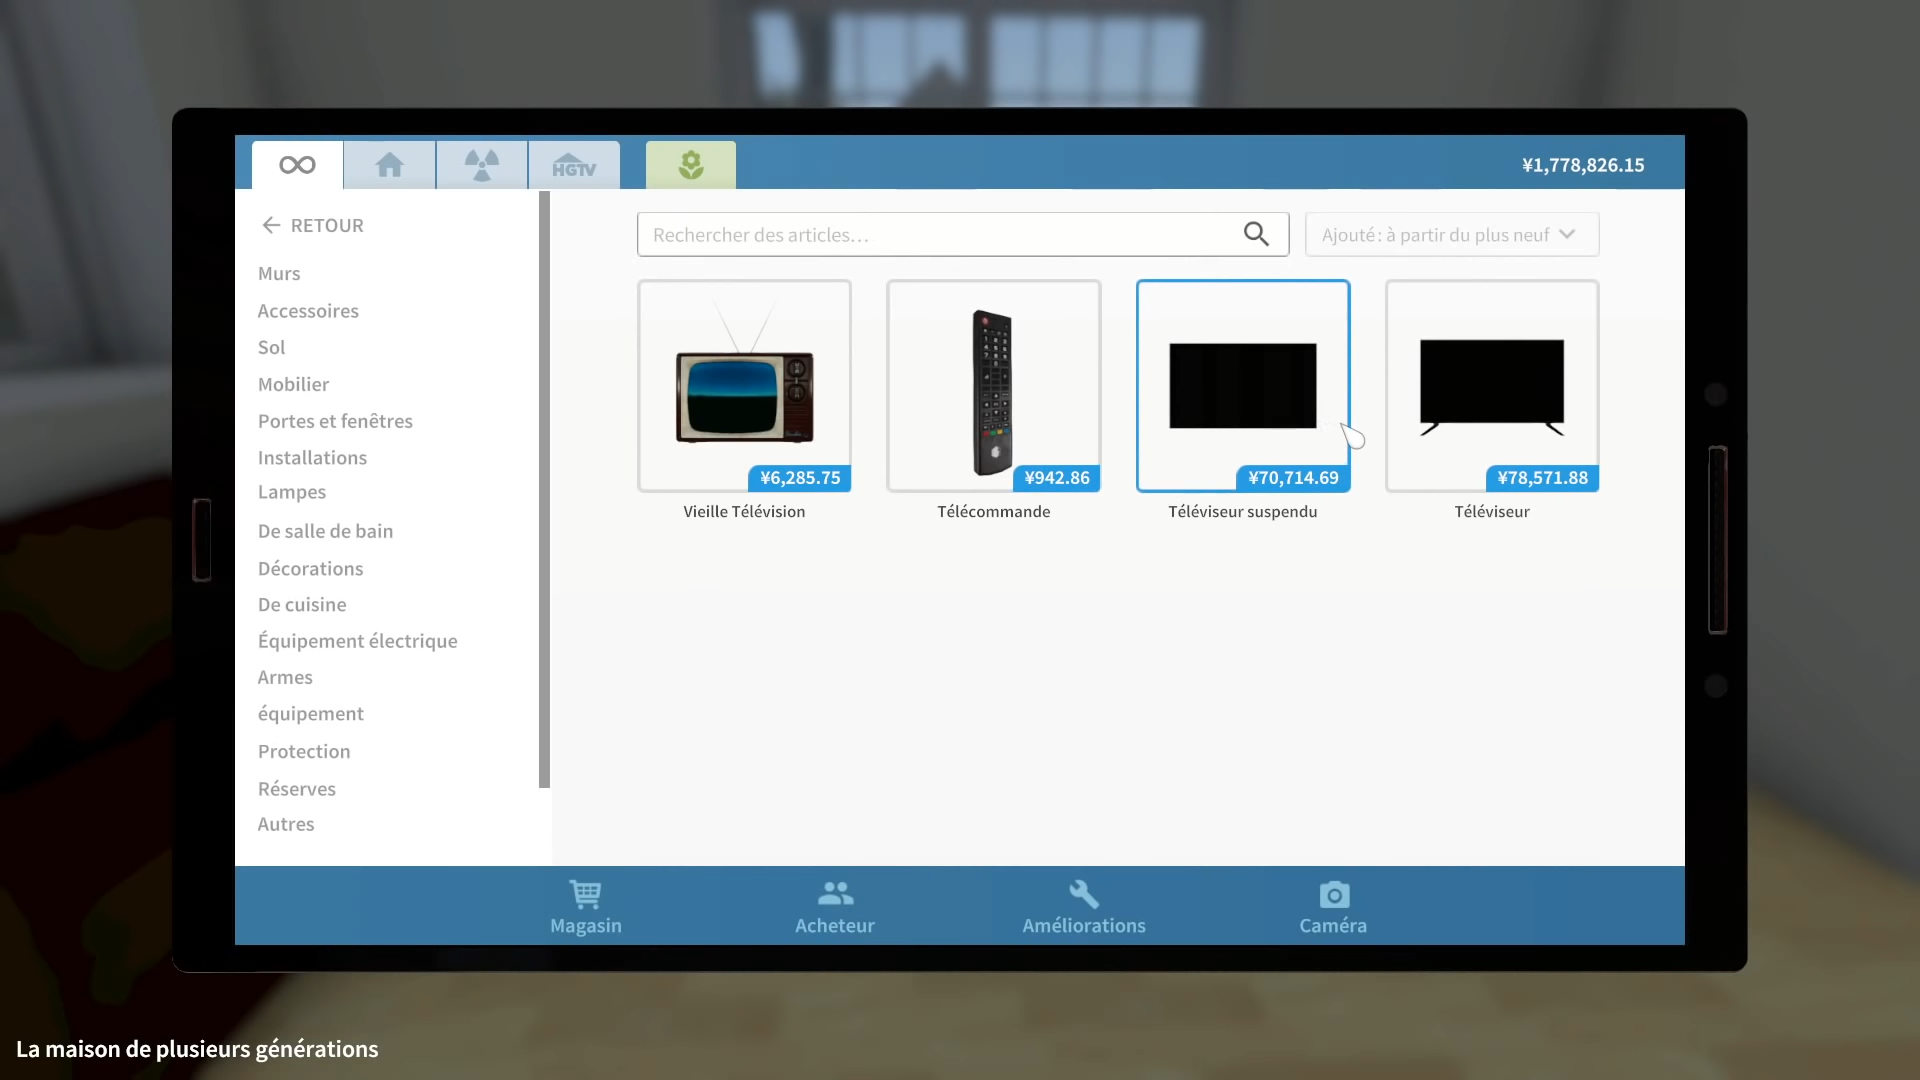 HGTV
¥1,778,826.15
RETOUR
Rechercher des articles...
Ajouté : à partir du plus neuf
Murs
Accessoires
Sol
Mobilier
Portes et fenêtres
Installations
Lampes
De salle de bain
Décorations
De cuisine
Équipement électrique
Armes
équipement
Protection
Réserves
Autres
¥6,285.75
¥942.86
¥70,714.69
¥78,571.88
Vieille Télévision
Télécommande
Téléviseur suspendu
Téléviseur
Magasin
Acheteur
Améliorations
Caméra
La maison de plusieurs générations